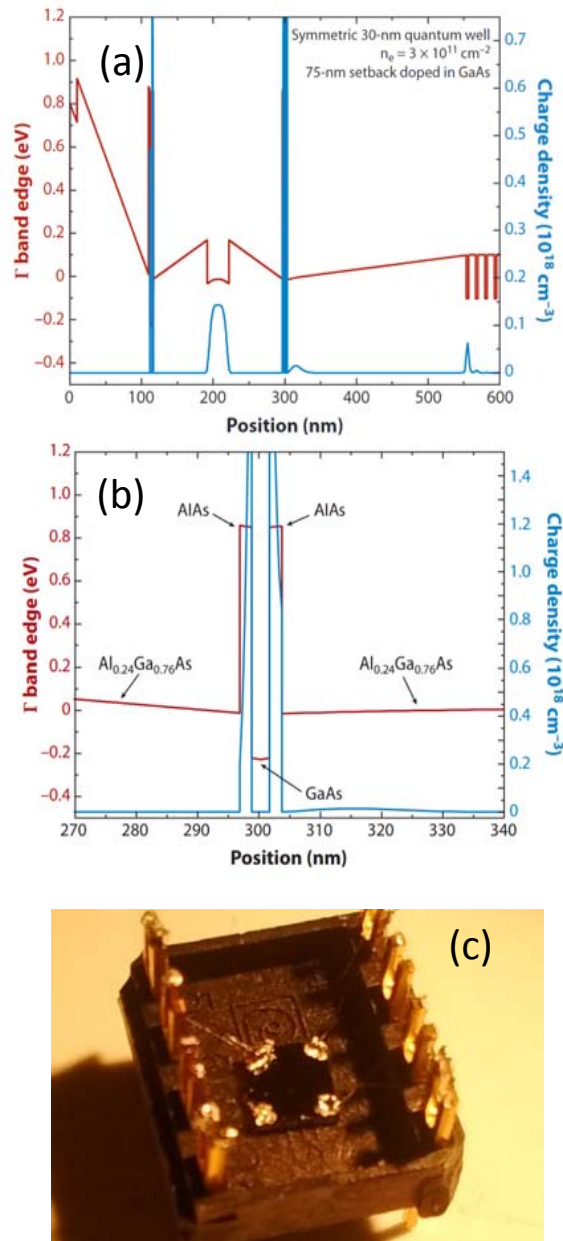 (a)
Symmetric 30-nm quantum well
nₑ = 3 × 10¹¹ cm⁻²
75-nm setback doped in GaAs
Γ band edge (eV)
1.2
1.0
0.8
0.6
0.4
0.2
0
−0.2
−0.4
0.7
0.6
0.5
0.4
0.3
0.2
0.1
0
Charge density (10¹⁸ cm⁻³)
0 100 200 300 400 500 600
Position (nm)
(b)
AlAs
AlAs
Al₀.₂₄Ga₀.₇₆As
Al₀.₂₄Ga₀.₇₆As
GaAs
Γ band edge (eV)
1.2
1.0
0.8
0.6
0.4
0.2
0
−0.2
−0.4
1.4
1.2
1.0
0.8
0.6
0.4
0.2
0
Charge density (10¹⁸ cm⁻³)
270 280 290 300 310 320 330 340
Position (nm)
(c)